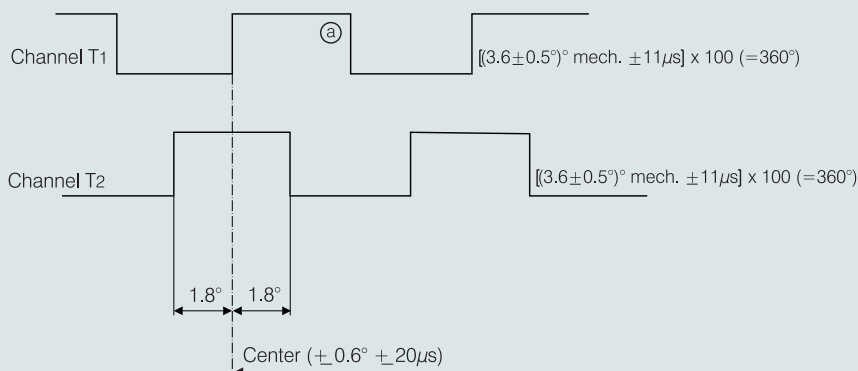 ⓐ
Channel T1
[(3.6±0.5°)° mech. ±11µs] x 100 (=360°)
Channel T2
[(3.6±0.5°)° mech. ±11µs] x 100 (=360°)
1.8° 1.8°
Center (±0.6° ±20µs)